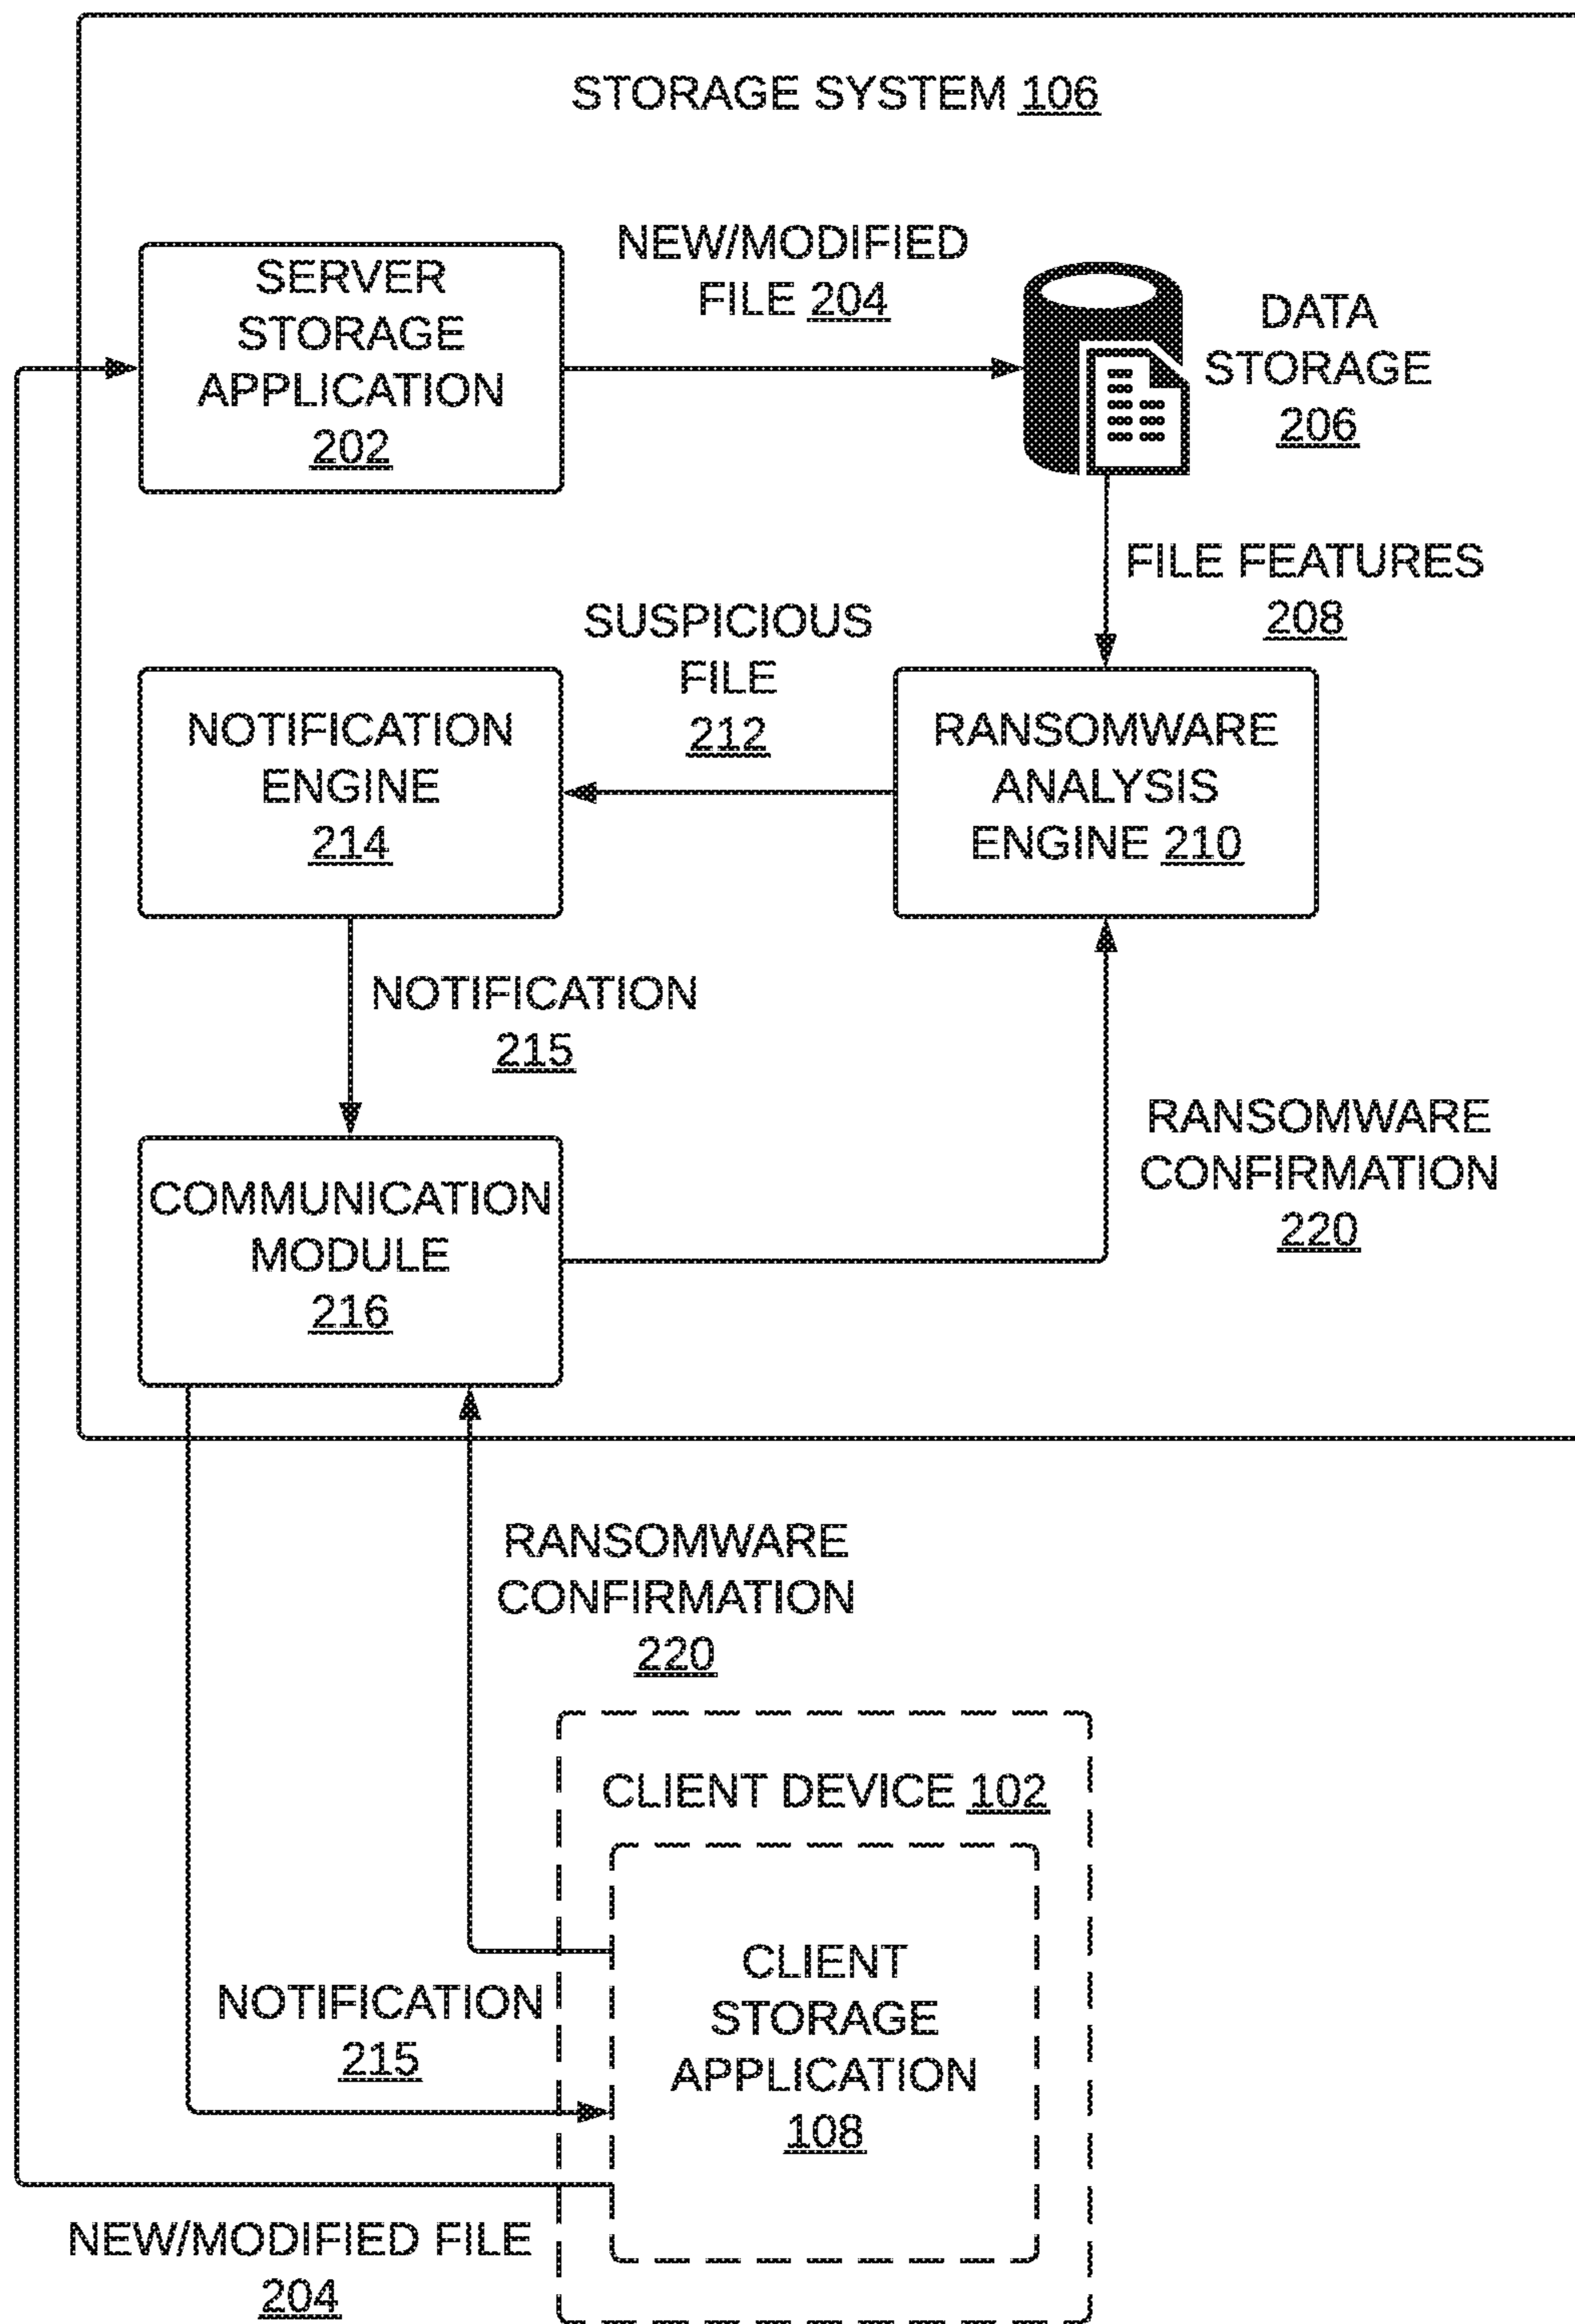 STORAGE SYSTEM 106
SERVER
STORAGE
APPLICATION
202
NEW/MODIFIED
FILE 204
DATA
STORAGE
206
FILE FEATURES
208
SUSPICIOUS
FILE
212
NOTIFICATION
ENGINE
214
RANSOMWARE
ANALYSIS
ENGINE 210
NOTIFICATION
215
RANSOMWARE
CONFIRMATION
220
COMMUNICATION
MODULE
216
RANSOMWARE
CONFIRMATION
220
CLIENT DEVICE 102
CLIENT
STORAGE
APPLICATION
108
NOTIFICATION
215
NEW/MODIFIED FILE
204